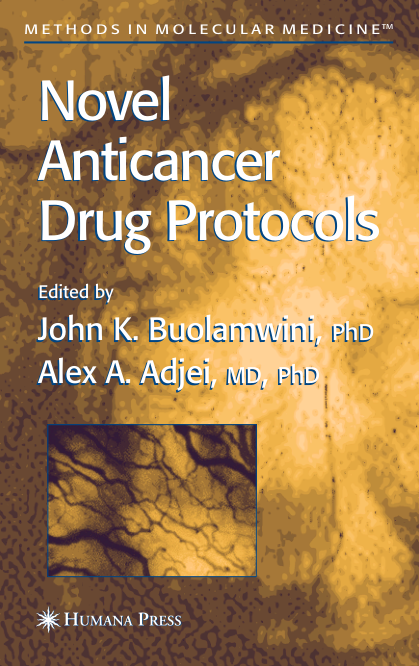 METHODS IN MOLECULAR MEDICINE™
Novel
Anticancer
Drug Protocols
Edited by
John K. Buolamwini, PhD
Alex A. Adjei, MD, PhD
HUMANA PRESS